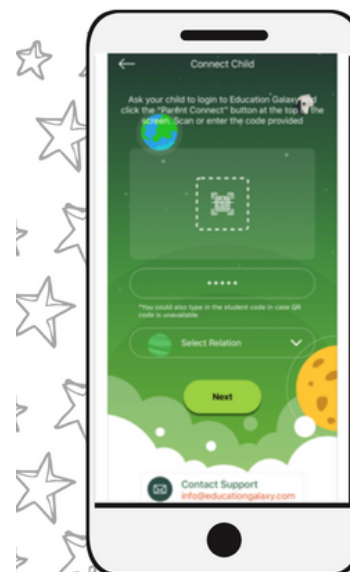 Connect Child
Ask your child to login to Education Galaxy and
click the "Parent Connect" button at the top of the
screen. Scan or enter the code provided
*****
*You could also type in the student code in case QR
code is unavailable
Select Relation
Next
Contact Support
info@educationgalaxy.com